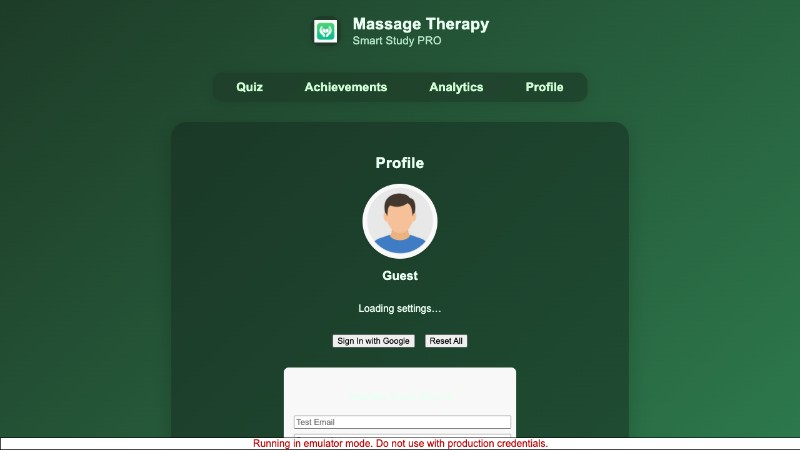 Massage Therapy
Smart Study PRO
Quiz Achievements Analytics Profile
Profile
Guest
Loading settings...
Sign In with Google Reset All
Test Email
Running in emulator mode. Do not use with production credentials.